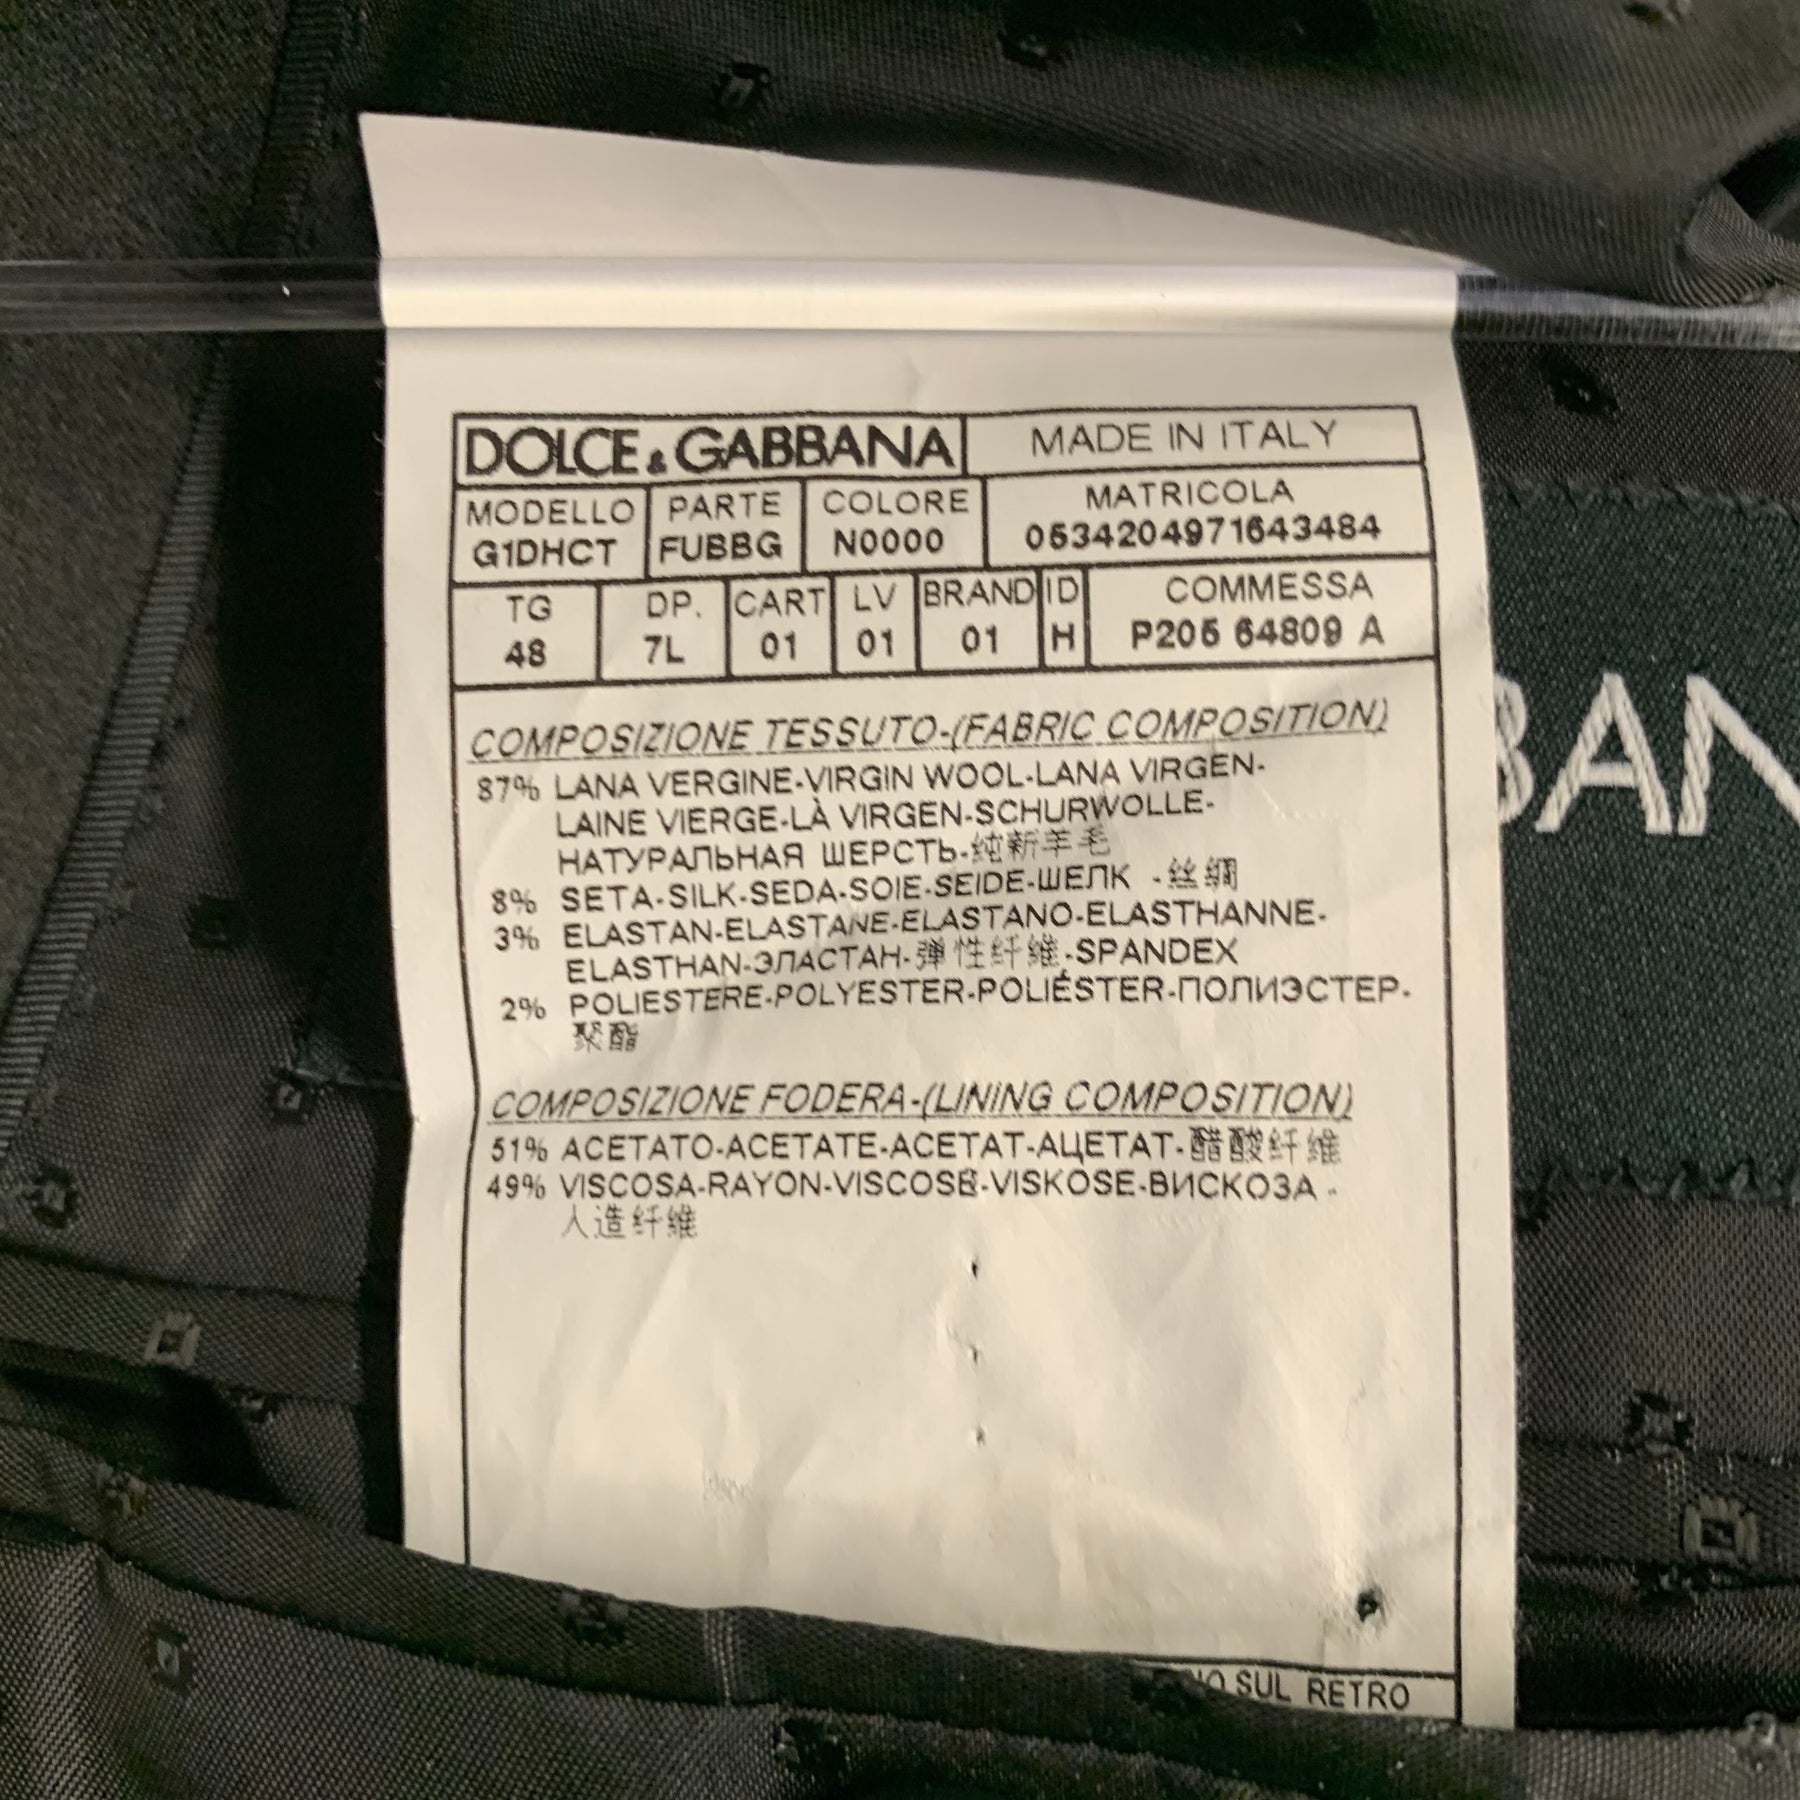 DOLCE & GABBANA MADE IN ITALY
MODELLO PARTE COLORE MATRICOLA
G1DHCT FUBBG N0000 0534204971643484
TG DP. CART LV BRAND ID COMMESSA
48 7L 01 01 01 H P205 64809 A
COMPOSIZIONE TESSUTO-(FABRIC COMPOSITION)
87% LANA VERGINE-VIRGIN WOOL-LANA VIRGEN-
LAINE VIERGE-LÀ VIRGEN-SCHURWOLLE-
НАТУРАЛЬНАЯ ШЕРСТЬ-纯新羊毛
8% SETA-SILK-SEDA-SOIE-SEIDE-ШЕЛК -丝绸
3% ELASTAN-ELASTANE-ELASTANO-ELASTHANNE-
ELASTHAN-ЭЛАСТАН-弹性纤维-SPANDEX
2% POLIESTERE-POLYESTER-POLIÉSTER-ПОЛИЭСТЕР-
聚酯
COMPOSIZIONE FODERA-(LINING COMPOSITION)
51% ACETATO-ACETATE-ACETAT-АЦЕТАТ-醋酸纤维
49% VISCOSA-RAYON-VISCOSE-VISKOSE-ВИСКОЗА -
人造纤维
SUL RETRO
BAN